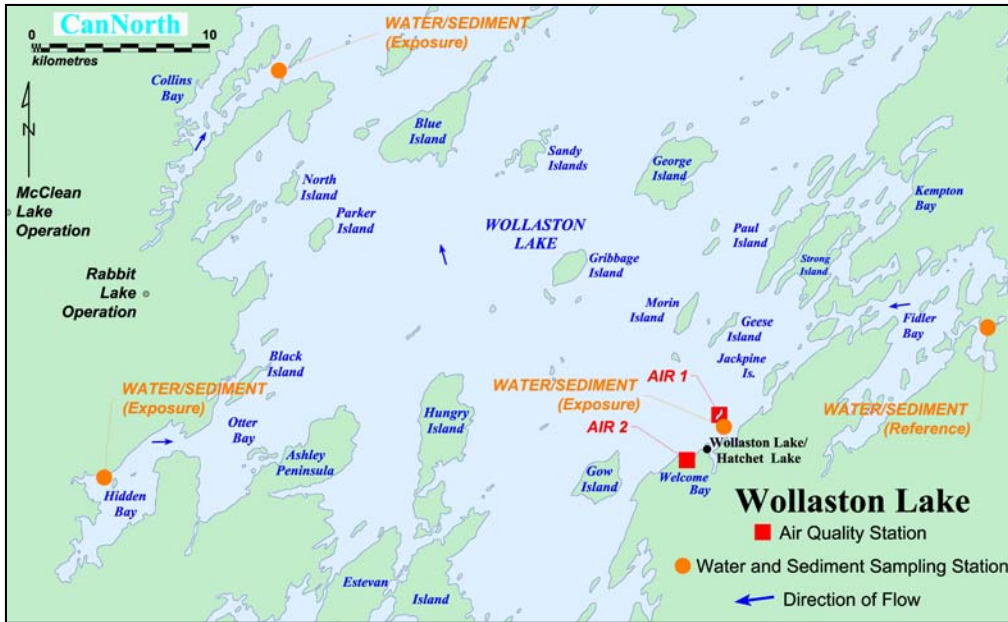 CanNorth
0 10
kilometres
N
McClean
Lake
Operation
Rabbit
Lake
Operation
Collins
Bay
WATER/SEDIMENT
(Exposure)
Blue
Island
Sandy
Islands
George
Island
Kempton
Bay
North
Island
Parker
Island
WOLLASTON
LAKE
Paul
Island
Strong
Island
Gribbage
Island
Morin
Island
Geese
Island
Fidler
Bay
Jackpine
Is.
Black
Island
WATER/SEDIMENT
(Exposure)
Otter
Bay
Ashley
Peninsula
Hungry
Island
Hidden
Bay
AIR 1
WATER/SEDIMENT
(Exposure)
AIR 2
Wollaston Lake/
Hatchet Lake
WATER/SEDIMENT
(Reference)
Gow
Island
Welcome
Bay
Estevan
Island
Wollaston Lake
Air Quality Station
Water and Sediment Sampling Station
Direction of Flow